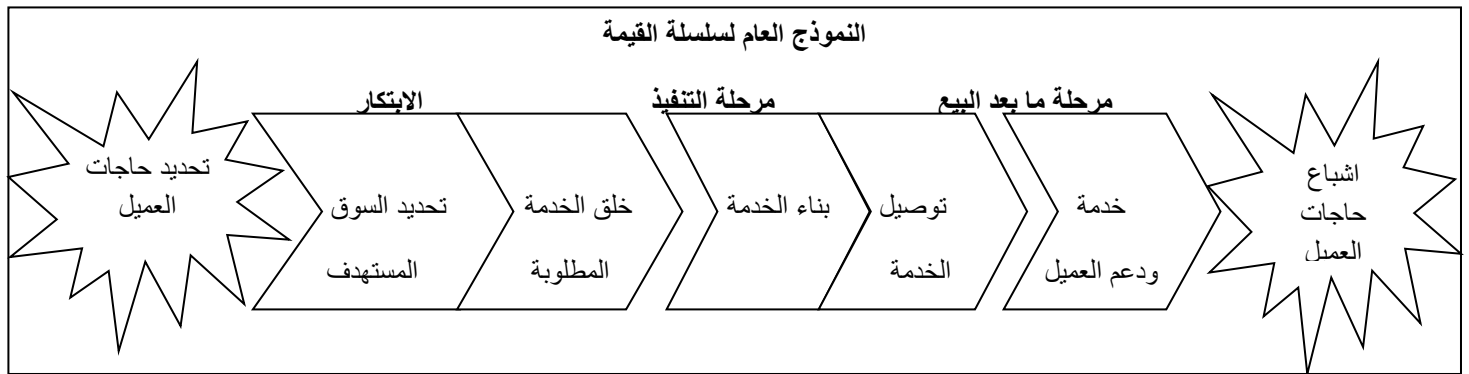 النموذج العام لسلسلة القيمة
الابتكار
مرحلة التنفيذ
مرحلة ما بعد البيع
تحديد حاجات
العميل
تحديد السوق
المستهدف
خلق الخدمة
المطلوبة
بناء الخدمة
توصيل
الخدمة
خدمة
ودعم العميل
اشباع
حاجات
العميل